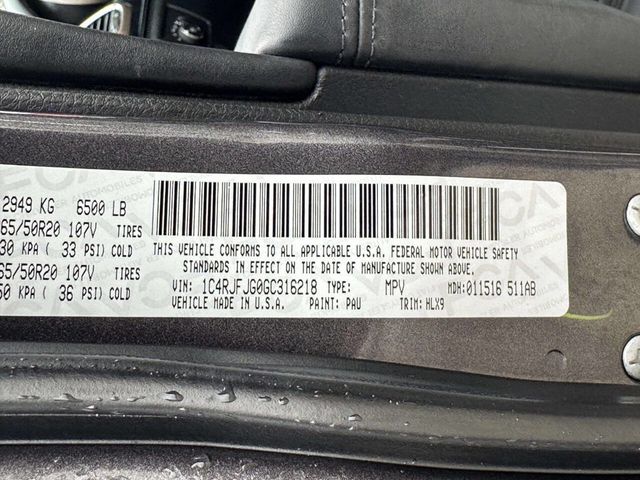 2949 KG 6500 LB
65/50R20 107V TIRES
30 KPA ( 33 PSI) COLD
65/50R20 107V TIRES
50 KPA ( 36 PSI) COLD
THIS VEHICLE CONFORMS TO ALL APPLICABLE U.S.A. FEDERAL MOTOR VEHICLE SAFETY
STANDARDS IN EFFECT ON THE DATE OF MANUFACTURE SHOWN ABOVE.
VIN: 1C4RJFJG0GC316218 TYPE: MPV MDH: 011516 511AB
VEHICLE MADE IN U.S.A. PAINT: PAU TRIM: HLX9